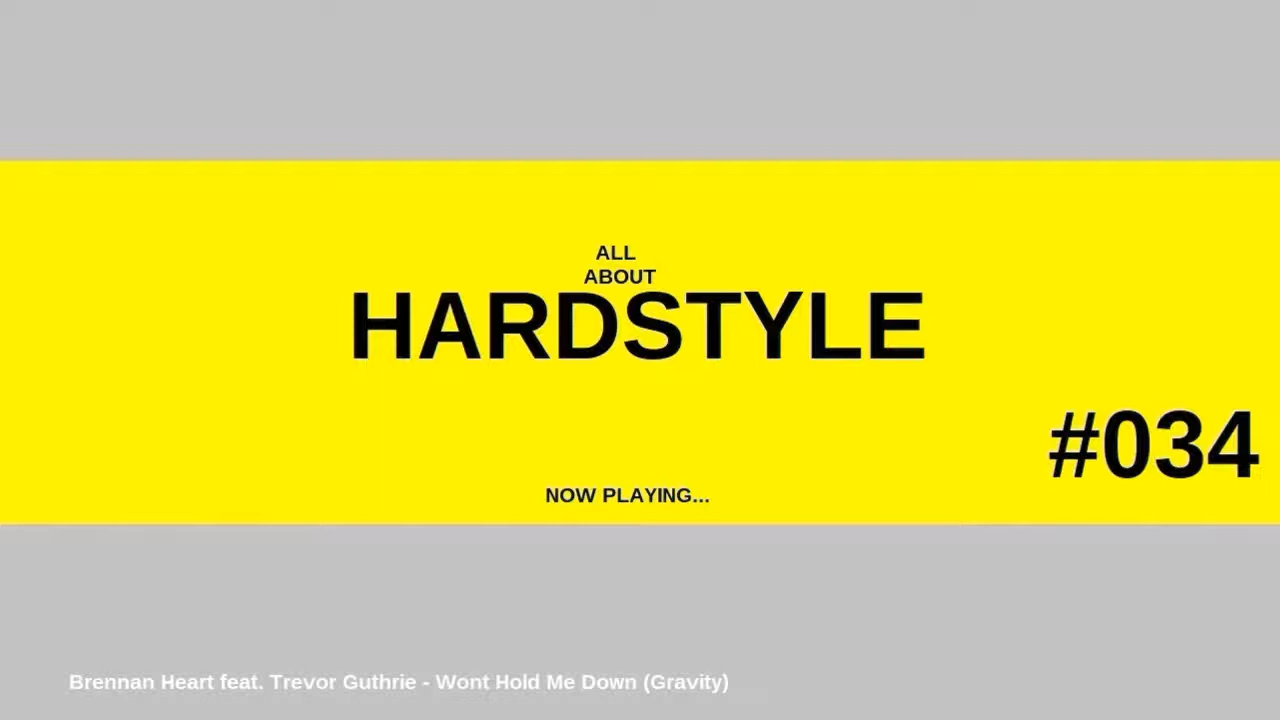 ALL
ABOUT
HARDSTYLE
#034
NOW PLAYING...
Brennan Heart feat. Trevor Guthrie - Wont Hold Me Down (Gravity)